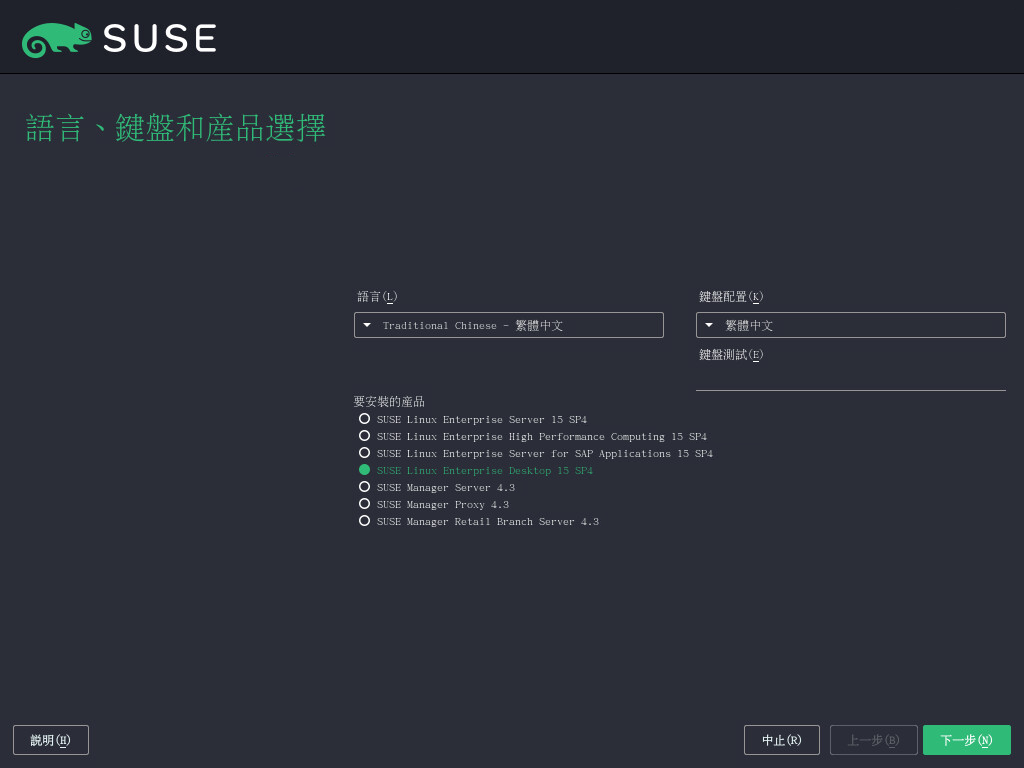 SUSE
語言、鍵盤和産品選擇
語言(L)
鍵盤配置(K)
Traditional Chinese - 繁體中文
繁體中文
鍵盤測試(E)
要安裝的産品
SUSE Linux Enterprise Server 15 SP4
SUSE Linux Enterprise High Performance Computing 15 SP4
SUSE Linux Enterprise Server for SAP Applications 15 SP4
SUSE Linux Enterprise Desktop 15 SP4
SUSE Manager Server 4.3
SUSE Manager Proxy 4.3
SUSE Manager Retail Branch Server 4.3
説明(H)
中止(R)
上一步(B)
下一步(N)